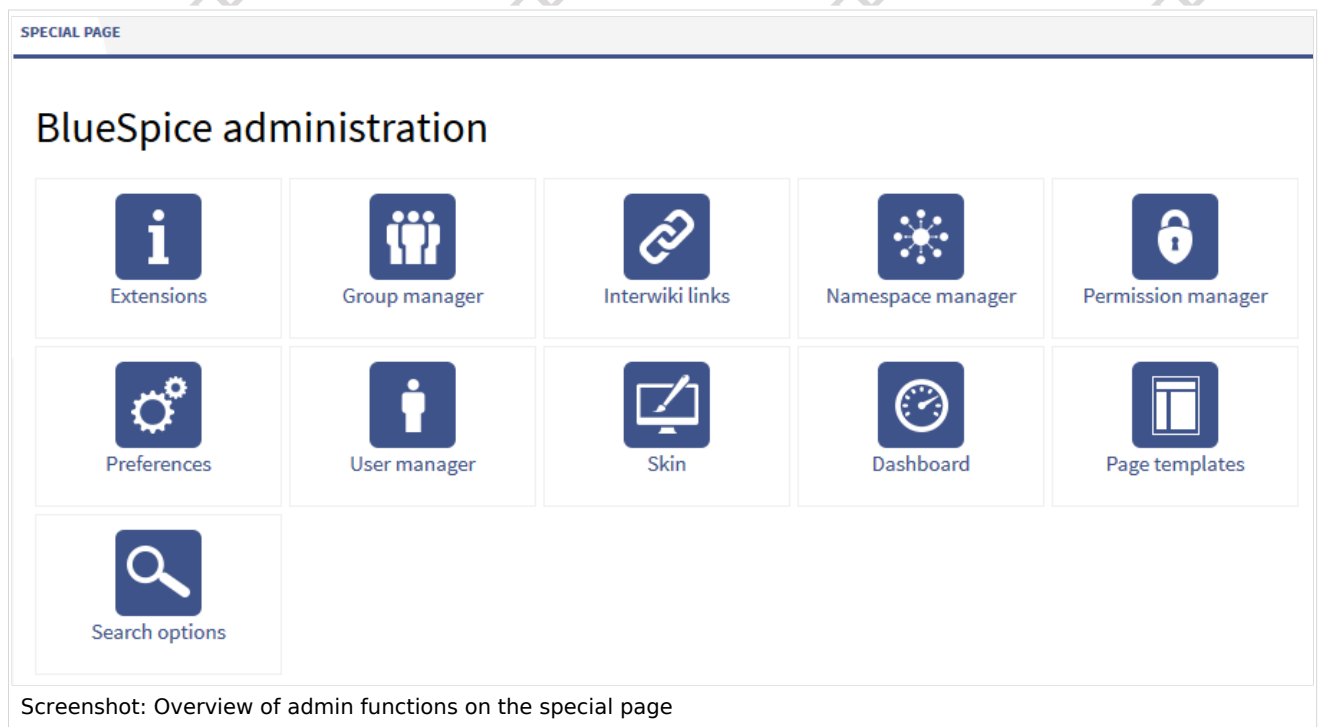 SPECIAL PAGE
BlueSpice administration
Extensions
Group manager
Interwiki links
Namespace manager
Permission manager
Preferences
User manager
Skin
Dashboard
Page templates
Search options
Screenshot: Overview of admin functions on the special page